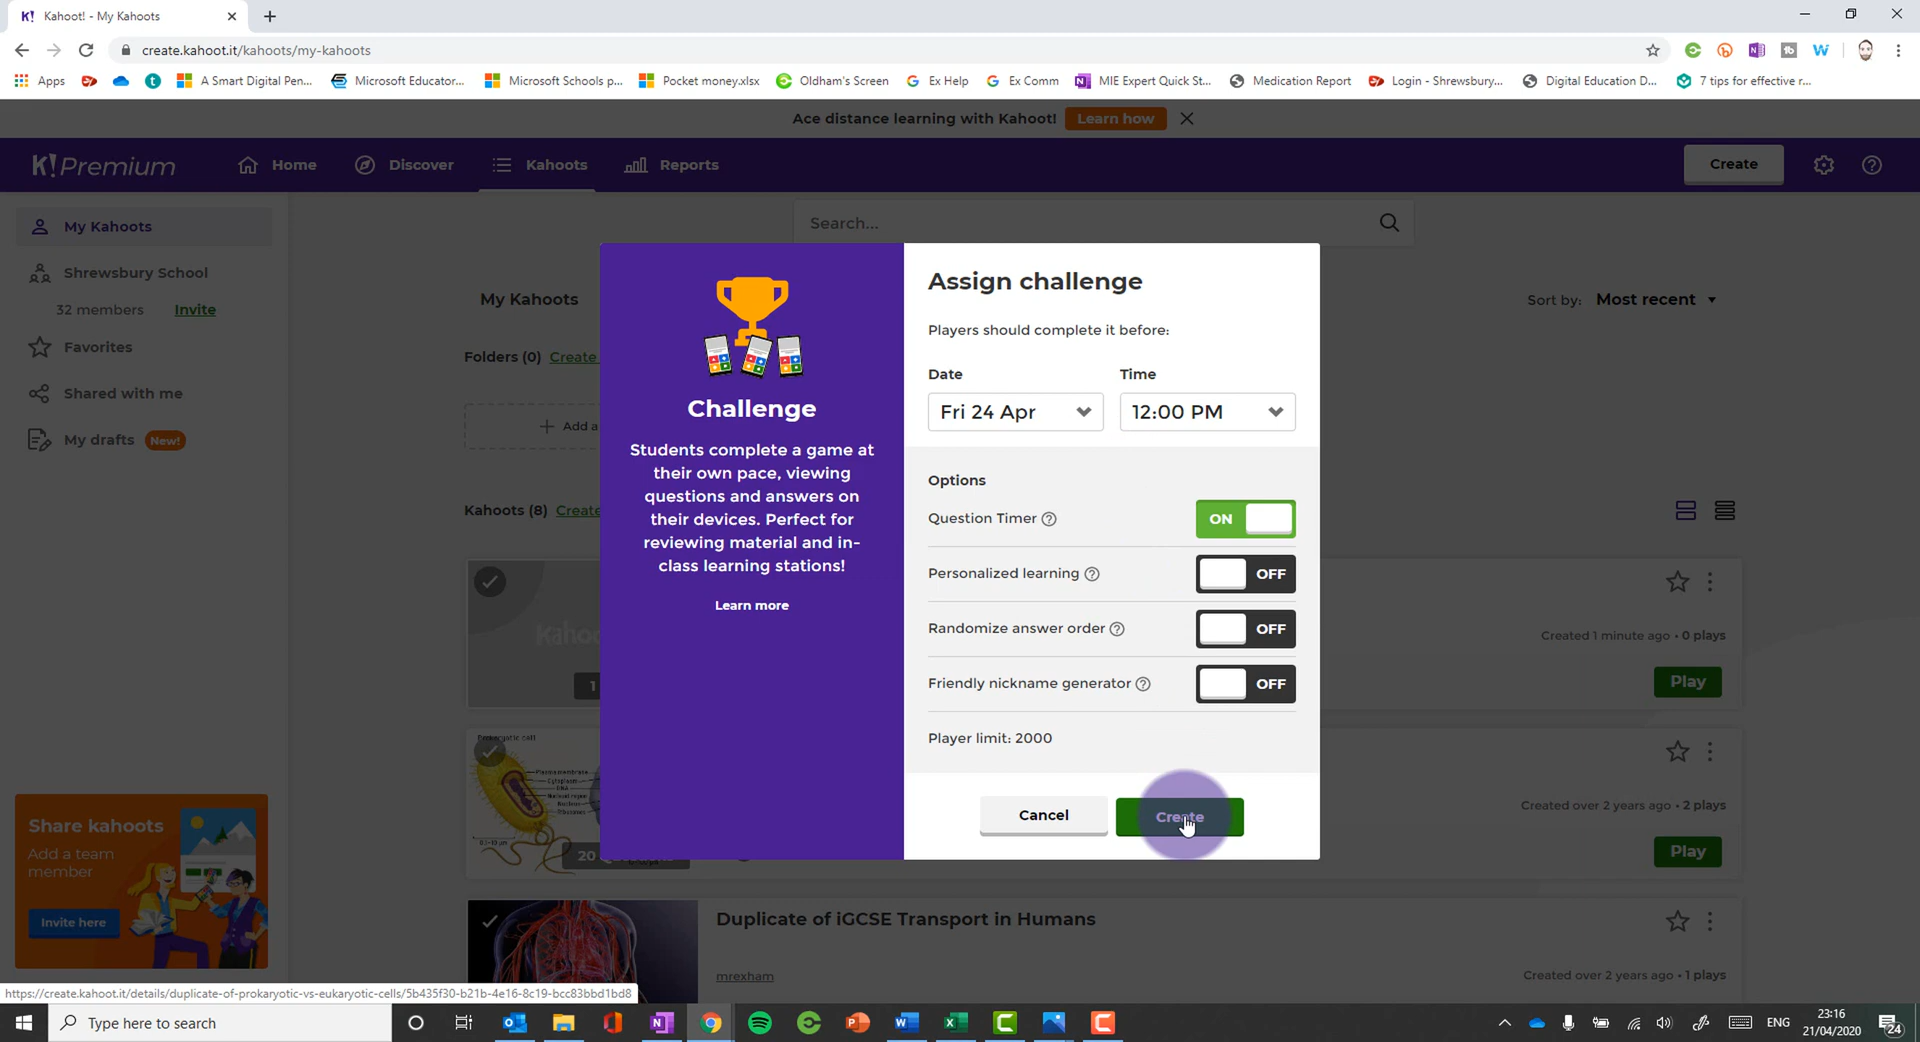 K! Kahoot! - My Kahoots
create.kahoot.it/kahoots/my-kahoots
Apps
A Smart Digital Pen...
Microsoft Educator...
Microsoft Schools p...
Pocket money.xlsx
Oldham's Screen
Ex Help
Ex Comm
MIE Expert Quick St...
Medication Report
Login - Shrewsbury...
Digital Education D...
7 tips for effective r...
Ace distance learning with Kahoot! Learn how
K! Premium
Home
Discover
Kahoots
Reports
Create
My Kahoots
Shrewsbury School
32 members Invite
Favorites
Shared with me
My drafts New!
Search...
My Kahoots
Sort by: Most recent
Folders (0) Create
Add a
Kahoots (8) Create
Challenge
Students complete a game at
their own pace, viewing
questions and answers on
their devices. Perfect for
reviewing material and in-
class learning stations!
Learn more
Assign challenge
Players should complete it before:
Date Time
Fri 24 Apr 12:00 PM
Options
Question Timer ON
Personalized learning OFF
Randomize answer order OFF
Friendly nickname generator OFF
Player limit: 2000
Cancel Create
Kahoo
1
Created 1 minute ago • 0 plays
Play
Prokaryotic cell
20 Q
Created over 2 years ago • 2 plays
Play
Duplicate of iGCSE Transport in Humans
mrexham
Created over 2 years ago • 1 plays
Share kahoots
Add a team
member
Invite here
https://create.kahoot.it/details/duplicate-of-prokaryotic-vs-eukaryotic-cells/5b435f30-b21b-4e16-8c19-bcc83bbd1bd8
Type here to search
ENG
23:16
21/04/2020
24